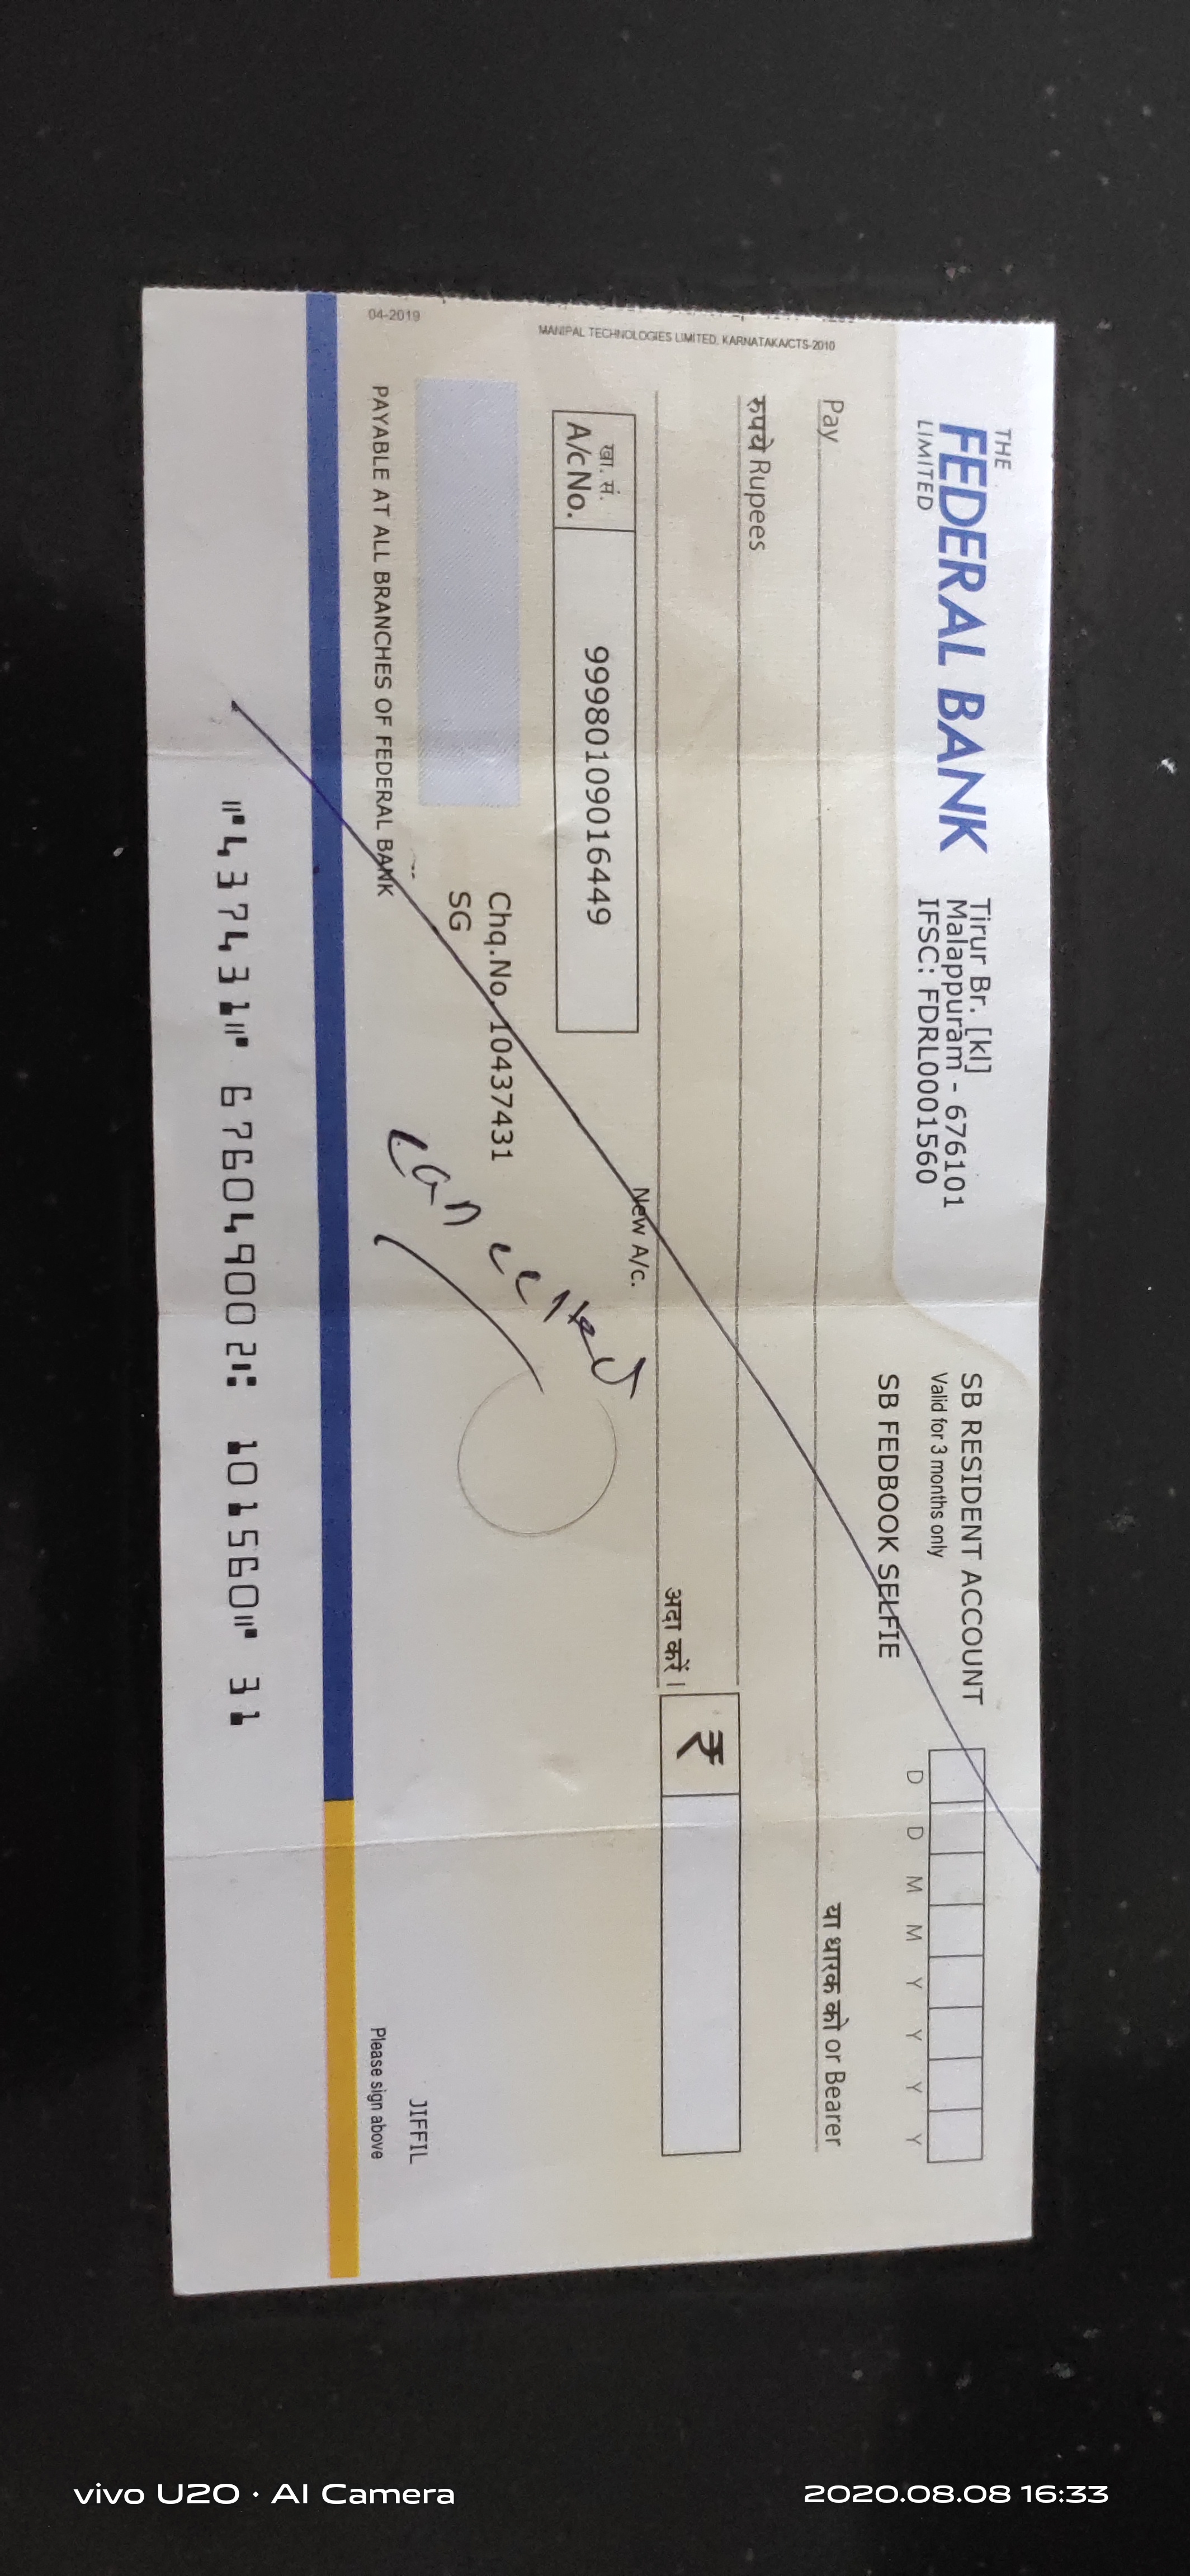 THE
FEDERAL BANK
LIMITED
Tirur Br. [kl]
Malappuram - 676101
IFSC: FDRL0001560
SB RESIDENT ACCOUNT
Valid for 3 months only
SB FEDBOOK SELFIE
D D M M Y Y Y Y
Pay
या धारक को or Bearer
रुपये Rupees
अदा करें।
₹
New A/c.
खा. सं.
A/c No.
99980109016449
Chq.No. 10437431
SG
Cancelled
JIFFIL
Please sign above
PAYABLE AT ALL BRANCHES OF FEDERAL BANK
MANIPAL TECHNOLOGIES LIMITED, KARNATAKA/CTS-2010
04-2019
⑈437431⑈ 676049002⑆ 101560⑈ 31
vivo U20 · AI Camera
2020.08.08 16:33